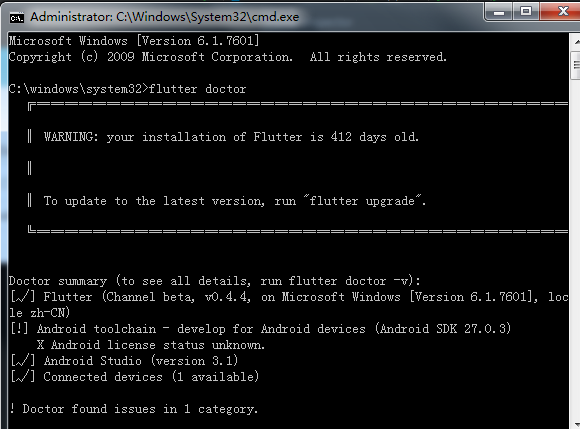 Administrator: C:\Windows\System32\cmd.exe
Microsoft Windows [Version 6.1.7601]
Copyright (c) 2009 Microsoft Corporation.  All rights reserved.
C:\windows\system32>flutter doctor
WARNING: your installation of Flutter is 412 days old.
To update to the latest version, run "flutter upgrade".
Doctor summary (to see all details, run flutter doctor -v):
[√] Flutter (Channel beta, v0.4.4, on Microsoft Windows [Version 6.1.7601], loca
le zh-CN)
[!] Android toolchain - develop for Android devices (Android SDK 27.0.3)
X Android license status unknown.
[√] Android Studio (version 3.1)
[√] Connected devices (1 available)
! Doctor found issues in 1 category.